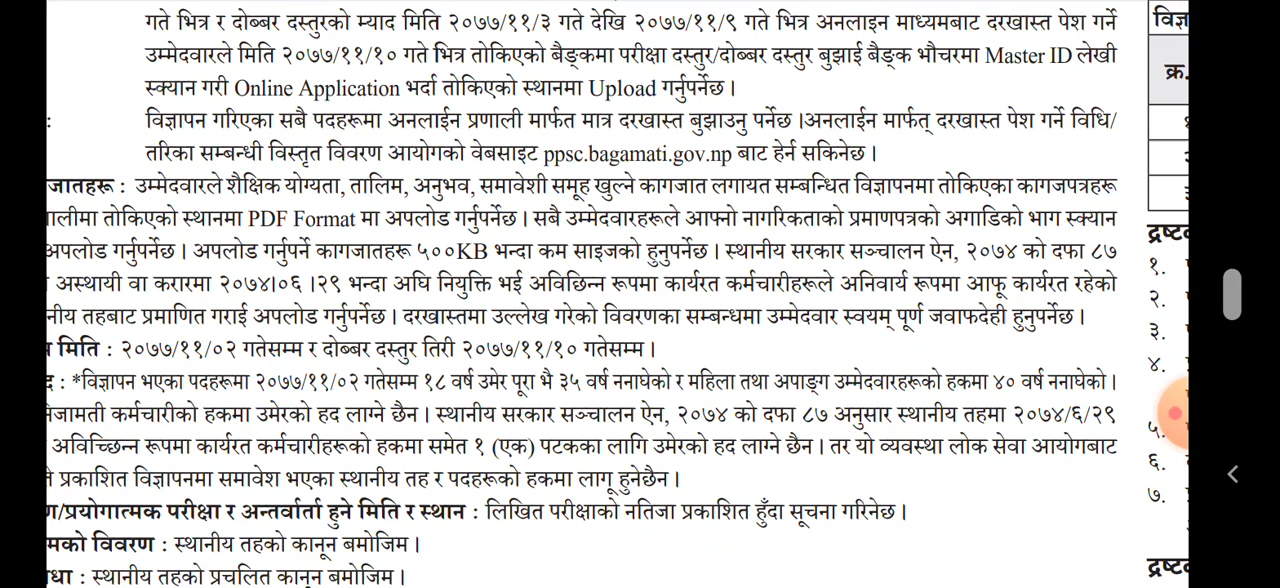 गते भित्र र दोब्बर दस्तुरको म्याद मिति २०७७/११/३ गते देखि २०७७/११/९ गते भित्र अनलाइन माध्यमबाट दरखास्त पेश गर्ने
उम्मेदवारले मिति २०७७/११/१० गते भित्र तोकिएको बैङ्कमा परीक्षा दस्तुर/दोब्बर दस्तुर बुझाई बैङ्क भौचरमा Master ID लेखी
स्क्यान गरी Online Application भर्दा तोकिएको स्थानमा Upload गर्नुपर्नेछ ।
: विज्ञापन गरिएका सबै पदहरूमा अनलाईन प्रणाली मार्फत मात्र दरखास्त बुझाउनु पर्नेछ ।अनलाईन मार्फत् दरखास्त पेश गर्ने विधि/
तरिका सम्बन्धी विस्तृत विवरण आयोगको वेबसाइट ppsc.bagamati.gov.np बाट हेर्न सकिनेछ ।
जातहरू : उम्मेदवारले शैक्षिक योग्यता, तालिम, अनुभव, समावेशी समूह खुल्ने कागजात लगायत सम्बन्धित विज्ञापनमा तोकिएका कागजपत्रहरू
ालीमा तोकिएको स्थानमा PDF Format मा अपलोड गर्नुपर्नेछ । सबै उम्मेदवारहरूले आफ्नो नागरिकताको प्रमाणपत्रको अगाडिको भाग स्क्यान
अपलोड गर्नुपर्नेछ । अपलोड गर्नुपर्ने कागजातहरू ५००KB भन्दा कम साइजको हुनुपर्नेछ । स्थानीय सरकार सञ्चालन ऐन, २०७४ को दफा ८७
अस्थायी वा करारमा २०७४।०६ ।२९ भन्दा अघि नियुक्ति भई अविछिन्न रूपमा कार्यरत कर्मचारीहरूले अनिवार्य रूपमा आफू कार्यरत रहेको
नीय तहबाट प्रमाणित गराई अपलोड गर्नुपर्नेछ । दरखास्तमा उल्लेख गरेको विवरणका सम्बन्धमा उम्मेदवार स्वयम् पूर्ण जवाफदेही हुनुपर्नेछ ।
मिति : २०७७/११/०२ गतेसम्म र दोब्बर दस्तुर तिरी २०७७/११/१० गतेसम्म ।
द : *विज्ञापन भएका पदहरूमा २०७७/११/०२ गतेसम्म १८ वर्ष उमेर पूरा भै ३५ वर्ष ननाघेको र महिला तथा अपाङ्ग उम्मेदवारहरूको हकमा ४० वर्ष ननाघेको ।
जामती कर्मचारीको हकमा उमेरको हद लाग्ने छैन । स्थानीय सरकार सञ्चालन ऐन, २०७४ को दफा ८७ अनुसार स्थानीय तहमा २०७४/६/२९
अविच्छिन्न रूपमा कार्यरत कर्मचारीहरूको हकमा समेत १ (एक) पटकका लागि उमेरको हद लाग्ने छैन । तर यो व्यवस्था लोक सेवा आयोगबाट
प्रकाशित विज्ञापनमा समावेश भएका स्थानीय तह र पदहरूको हकमा लागू हुनेछैन ।
ण/प्रयोगात्मक परीक्षा र अन्तर्वार्ता हुने मिति र स्थान : लिखित परीक्षाको नतिजा प्रकाशित हुँदा सूचना गरिनेछ ।
मको विवरण : स्थानीय तहको कानून बमोजिम ।
धा : स्थानीय तहको प्रचलित कानून बमोजिम ।
विज्ञ
क्र.
द्रष्ट
१.
२.
३.
४.
५.
६.
७.
द्रष्ट